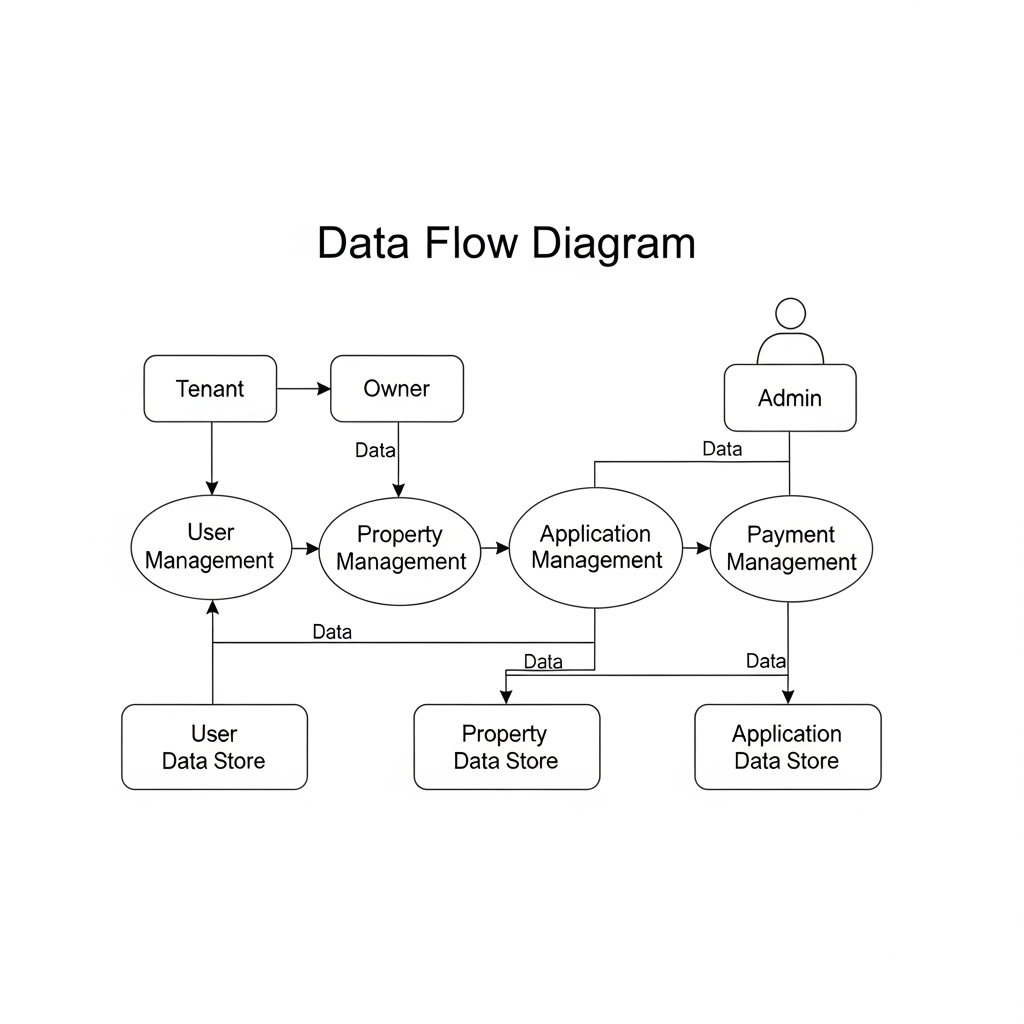 Data Flow Diagram
Tenant
Owner
Admin
Data
Data
User
Management
Property
Management
Application
Management
Payment
Management
Data
Data
Data
User
Data Store
Property
Data Store
Application
Data Store